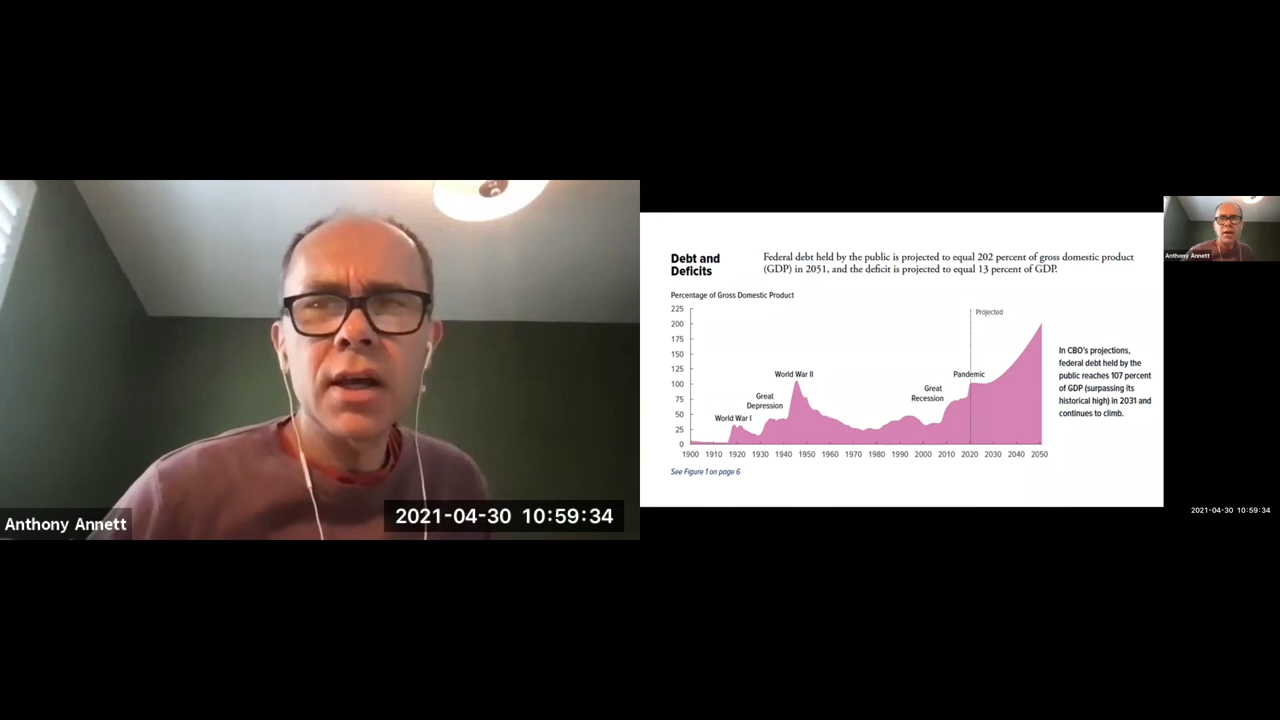 Anthony Annett
2021-04-30 10:59:34
Debt and
Deficits
Federal debt held by the public is projected to equal 202 percent of gross domestic product
(GDP) in 2051, and the deficit is projected to equal 13 percent of GDP.
Percentage of Gross Domestic Product
225
200
175
150
125
100
75
50
25
0
World War I
Great
Depression
World War II
Great
Recession
Pandemic
Projected
1900 1910 1920 1930 1940 1950 1960 1970 1980 1990 2000 2010 2020 2030 2040 2050
See Figure 1 on page 6
In CBO's projections,
federal debt held by the
public reaches 107 percent
of GDP (surpassing its
historical high) in 2031 and
continues to climb.
Anthony Annett
2021-04-30 10:59:34